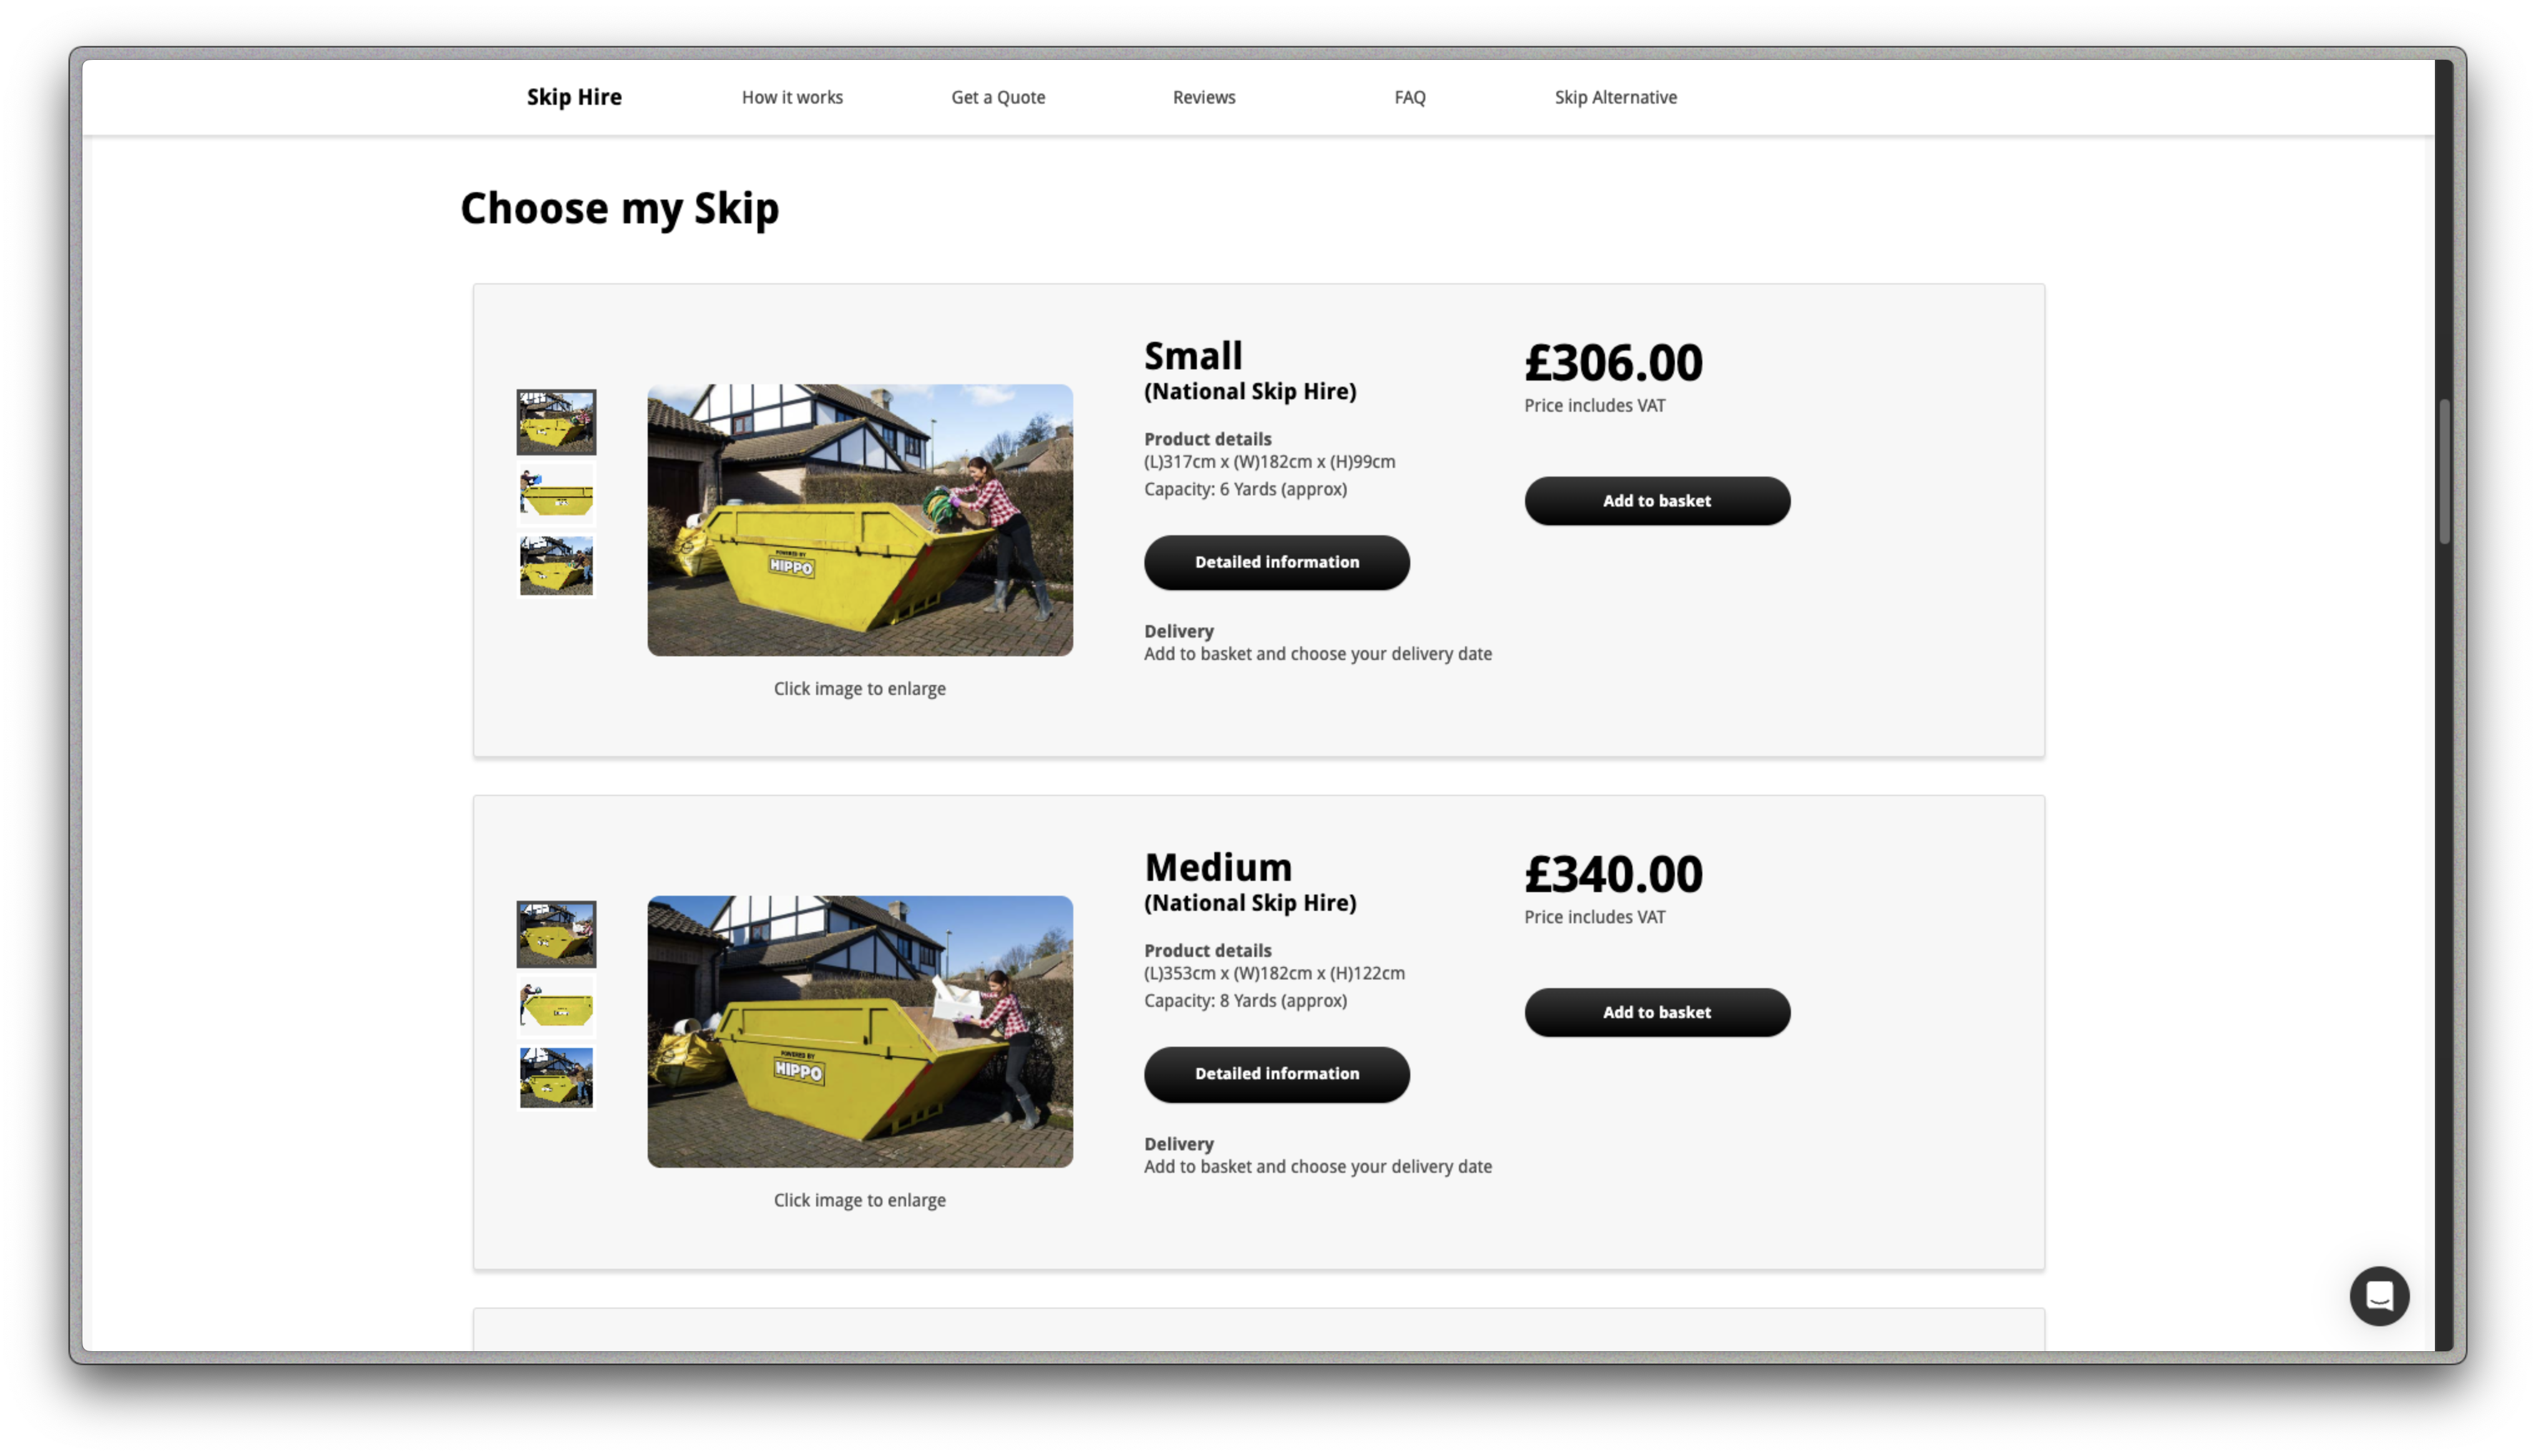 Skip Hire
How it works
Get a Quote
Reviews
FAQ
Skip Alternative
Choose my Skip
Small
(National Skip Hire)
Product details
(L)317cm x (W)182cm x (H)99cm
Capacity: 6 Yards (approx)
Detailed information
Delivery
Add to basket and choose your delivery date
£306.00
Price includes VAT
Add to basket
POWERED BY
HIPPO
Click image to enlarge
Medium
(National Skip Hire)
Product details
(L)353cm x (W)182cm x (H)122cm
Capacity: 8 Yards (approx)
Detailed information
Delivery
Add to basket and choose your delivery date
£340.00
Price includes VAT
Add to basket
POWERED BY
HIPPO
Click image to enlarge